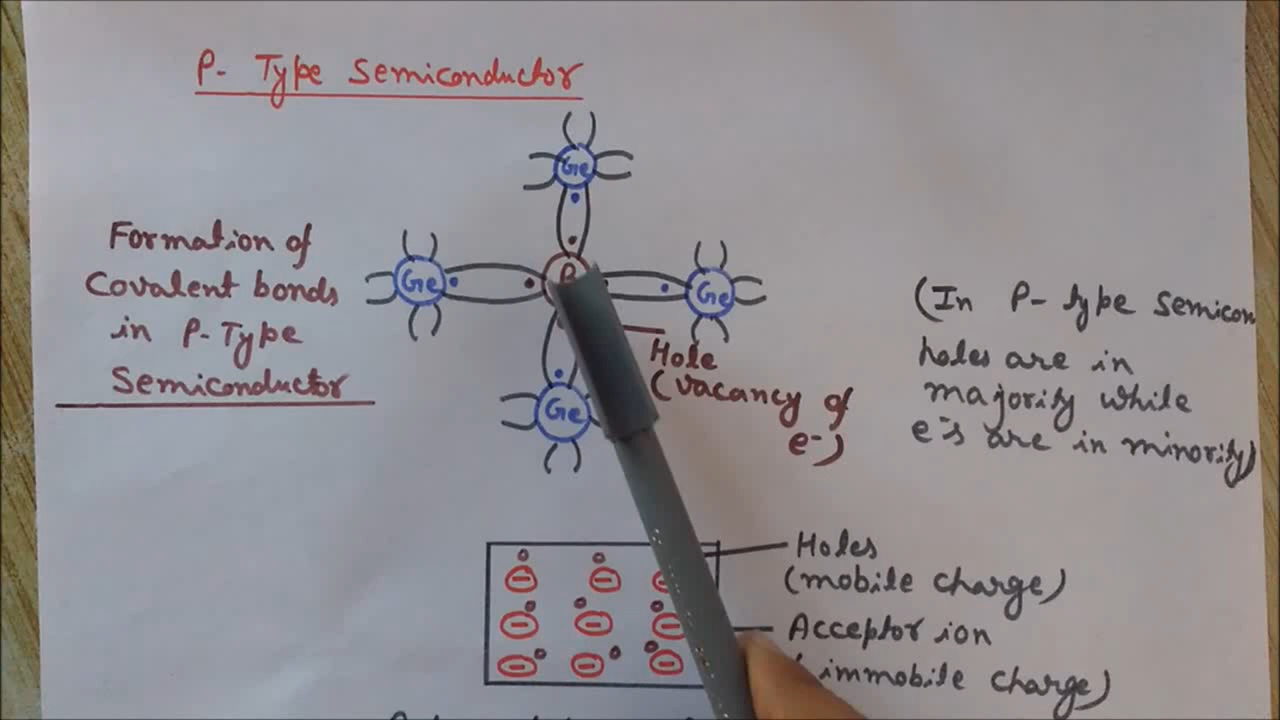 P- Type Semiconductor
Ge
Formation of
Covalent bonds
in P-Type
Semiconductor
Ge
Ge
Ge
Hole
(vacancy of
e-)
(In P- type semicon
holes are in
majority while
e-s are in minority)
Holes
(mobile charge)
Acceptor ion
immobile charge)